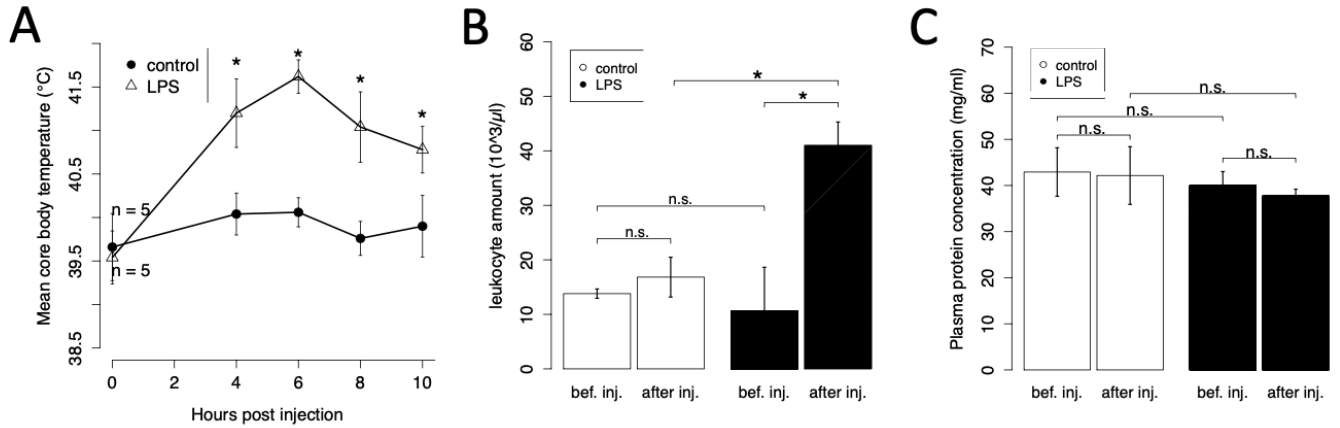 A
Mean core body temperature (°C)
38.5
39.5
40.5
41.5
control
LPS
*
*
*
*
n = 5
n = 5
0
2
4
6
8
10
Hours post injection
B
leukocyte amount (10^3/µl)
0
10
20
30
40
50
60
control
LPS
*
*
n.s.
n.s.
bef. inj.
after inj.
bef. inj.
after inj.
C
Plasma protein concentration (mg/ml)
0
10
20
30
40
50
60
70
control
LPS
n.s.
n.s.
n.s.
n.s.
bef. inj.
after inj.
bef. inj.
after inj.